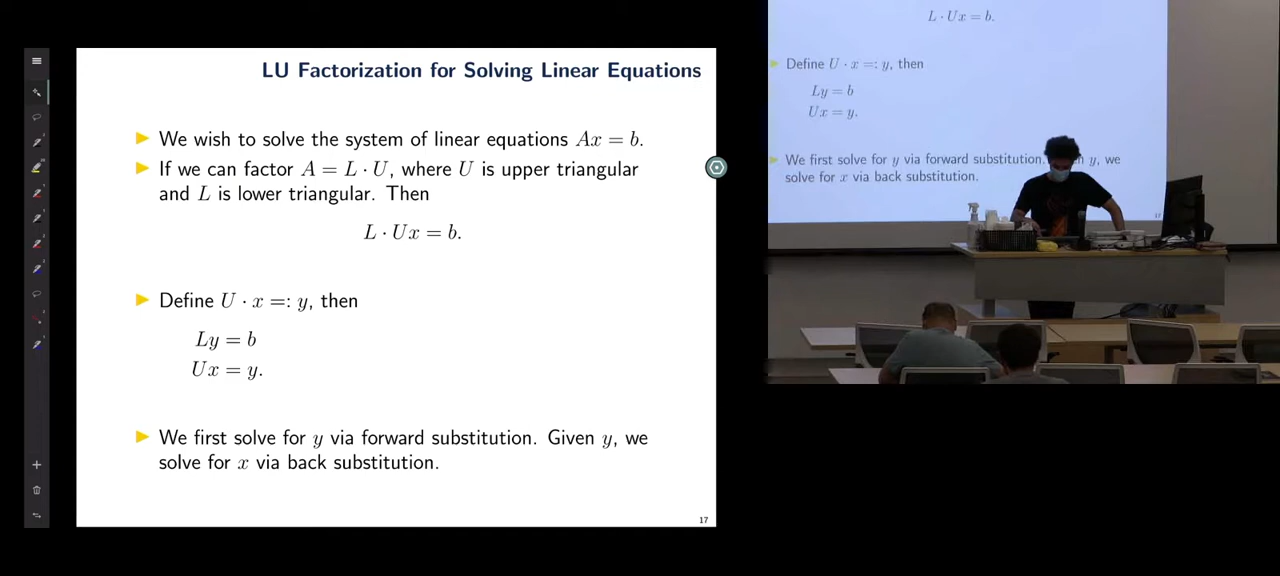 LU Factorization for Solving Linear Equations
We wish to solve the system of linear equations Ax = b.
If we can factor A = L · U, where U is upper triangular
and L is lower triangular. Then
L · Ux = b.
Define U · x =: y, then
Ly = b
Ux = y.
We first solve for y via forward substitution. Given y, we
solve for x via back substitution.
17
L · Ux = b.
Define U · x =: y, then
Ly = b
Ux = y.
We first solve for y via forward substitution. y, we
solve for x via back substitution.
17